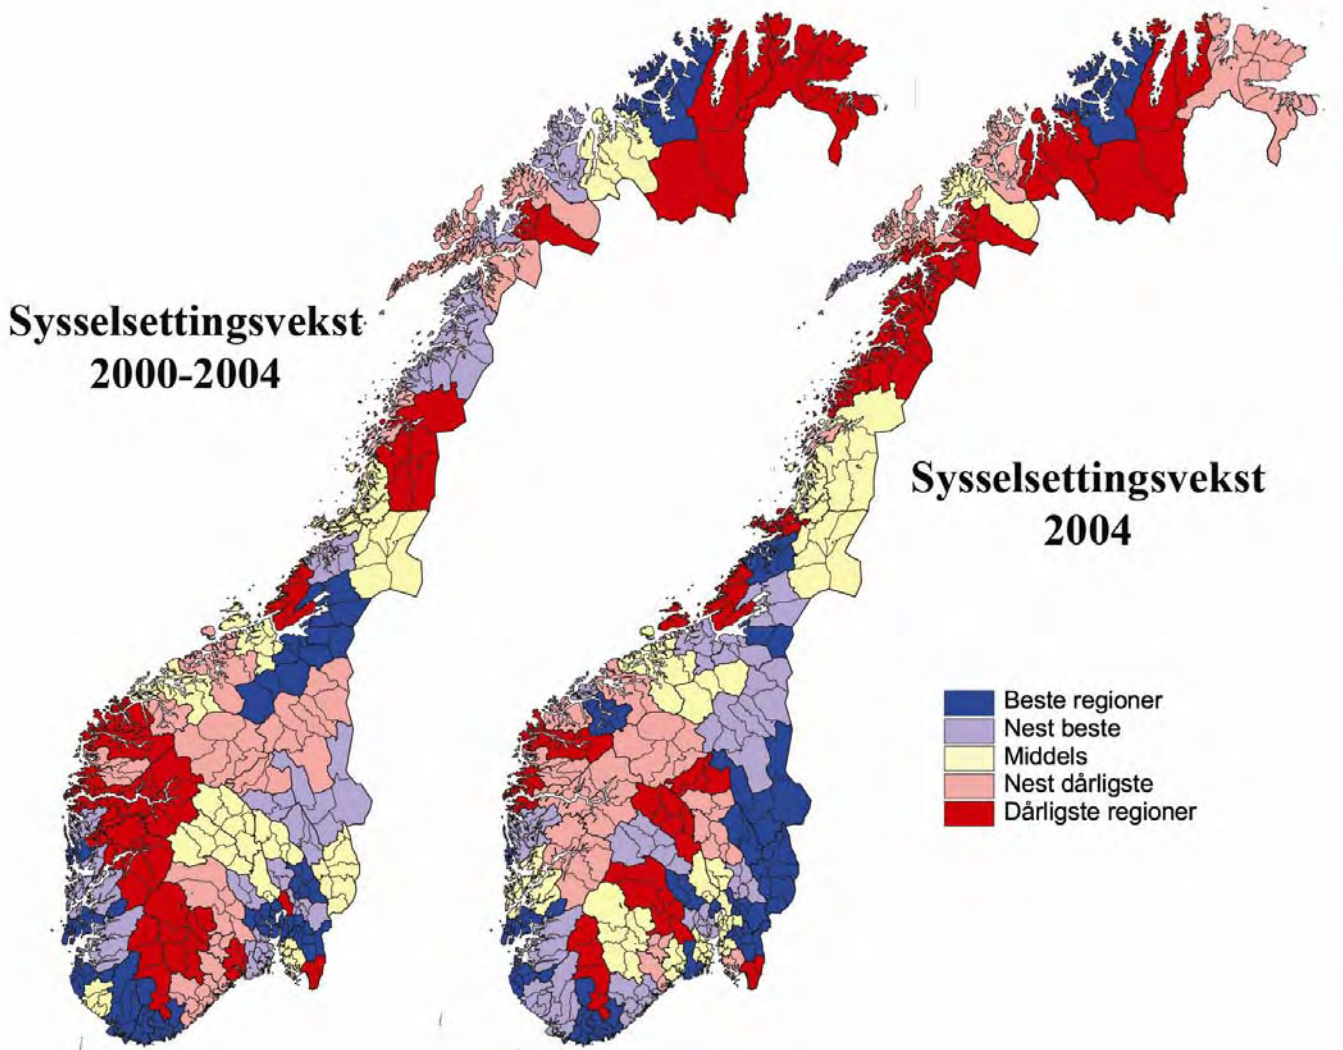 Sysselsettingsvekst
2000-2004
Sysselsettingsvekst
2004
Beste regioner
Nest beste
Middels
Nest dårligste
Dårligste regioner